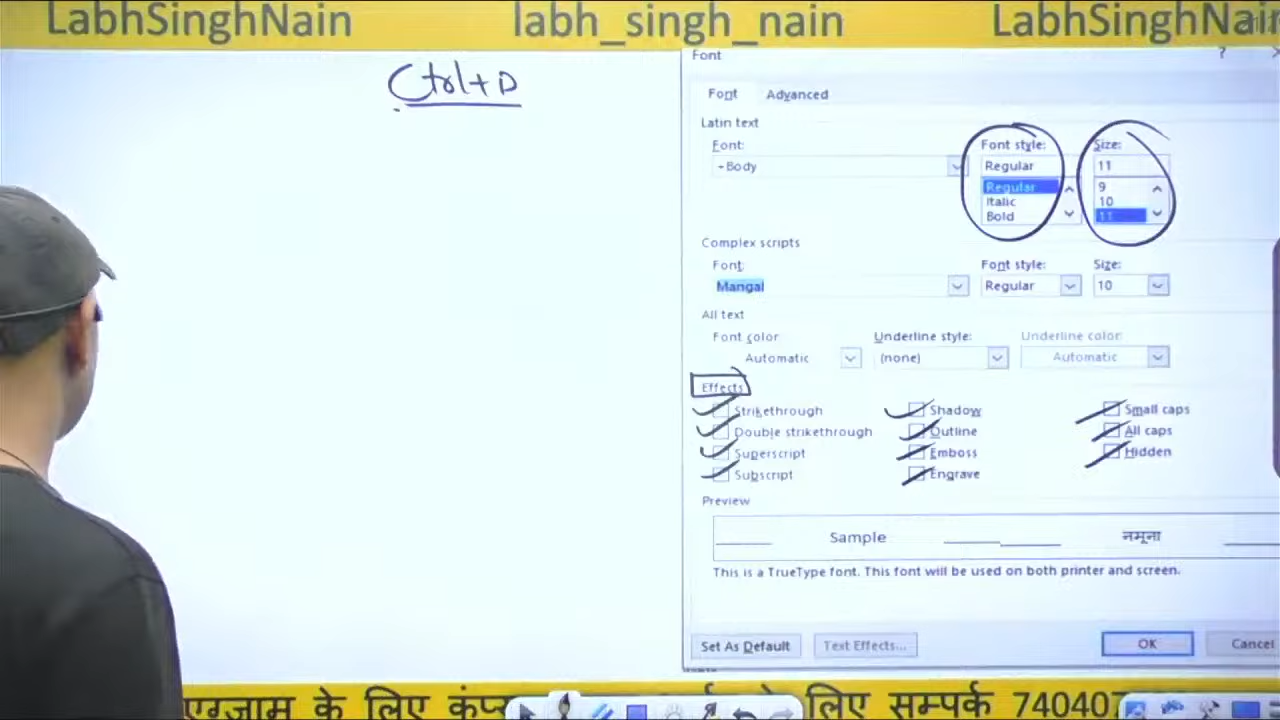 LabhSinghNain labh_singh_nain LabhSinghNain
Ctrl+D
Font ?
Font Advanced
Latin text
Font: Font style: Size:
-Body Regular 11
Regular 9
Italic 10
Bold 11
Complex scripts
Font: Font style: Size:
Mangal Regular 10
All text
Font color: Underline style: Underline color:
Automatic (none) Automatic
Effects
Strikethrough Shadow Small caps
Double strikethrough Outline All caps
Superscript Emboss Hidden
Subscript Engrave
Preview
Sample नमूना
This is a TrueType font. This font will be used on both printer and screen.
Set As Default Text Effects... OK Cancel
एग्जाम के लिए लिए सम्पर्क 74040